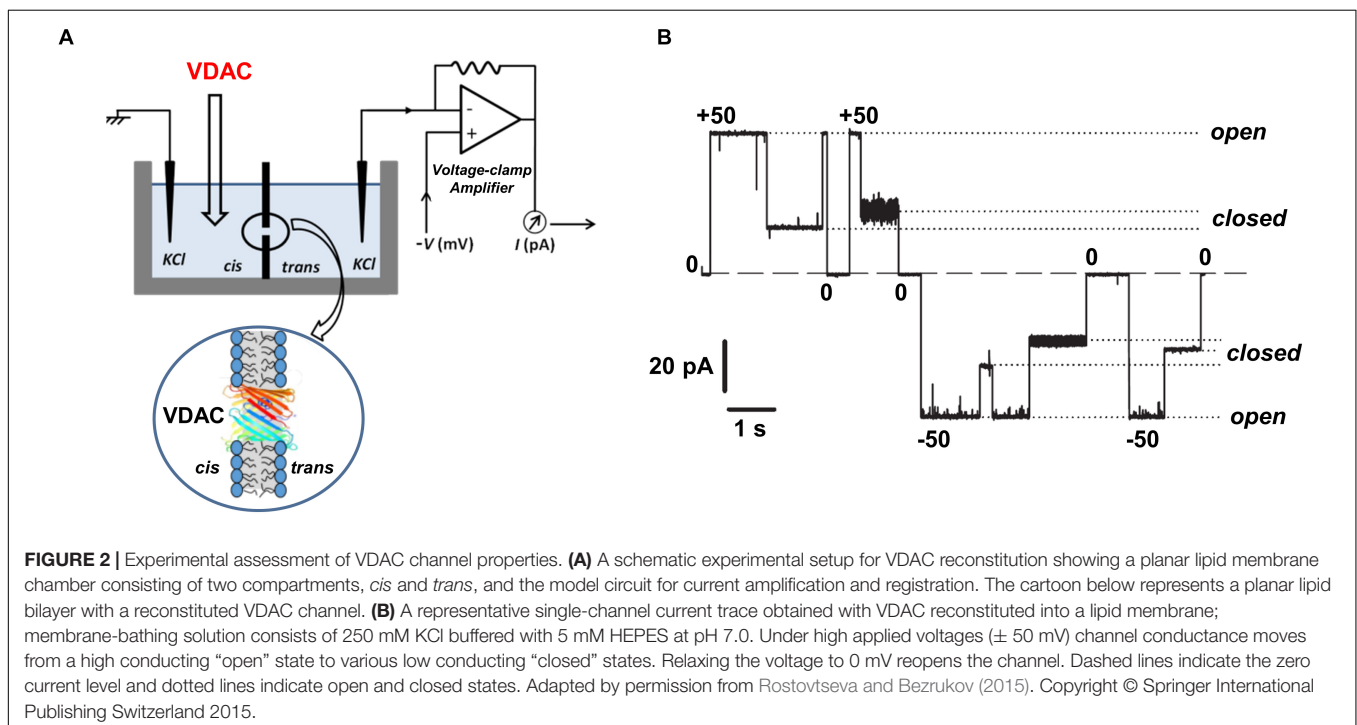 A
VDAC
Voltage-clamp
Amplifier
-V (mV)
I (pA)
KCl
cis
trans
KCl
VDAC
cis
trans
B
+50
+50
open
closed
0
0
0
0
0
closed
20 pA
open
1 s
-50
-50
FIGURE 2 | Experimental assessment of VDAC channel properties. (A) A schematic experimental setup for VDAC reconstitution showing a planar lipid membrane
chamber consisting of two compartments, cis and trans, and the model circuit for current amplification and registration. The cartoon below represents a planar lipid
bilayer with a reconstituted VDAC channel. (B) A representative single-channel current trace obtained with VDAC reconstituted into a lipid membrane;
membrane-bathing solution consists of 250 mM KCl buffered with 5 mM HEPES at pH 7.0. Under high applied voltages (± 50 mV) channel conductance moves
from a high conducting “open” state to various low conducting “closed” states. Relaxing the voltage to 0 mV reopens the channel. Dashed lines indicate the zero
current level and dotted lines indicate open and closed states. Adapted by permission from Rostovtseva and Bezrukov (2015). Copyright © Springer International
Publishing Switzerland 2015.